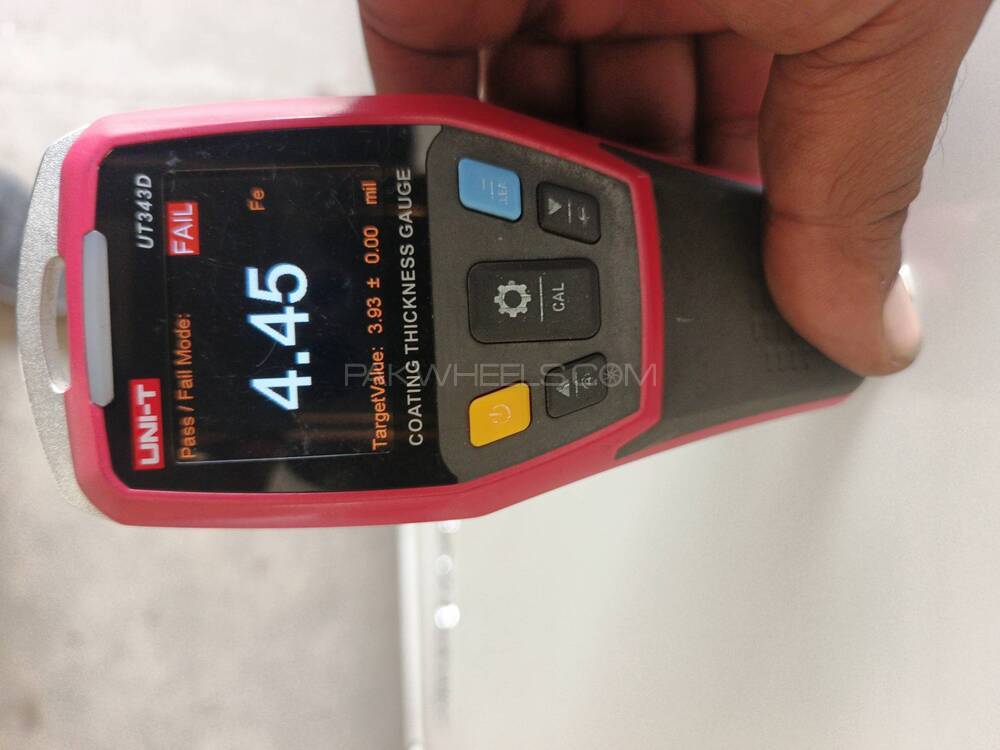 UNI-T UT343D
Pass / Fail Mode: FAIL
Fe
4.45
TargetValue: 3.93 ± 0.00 mil
COATING THICKNESS GAUGE
CAL
PAKWHEELS.COM